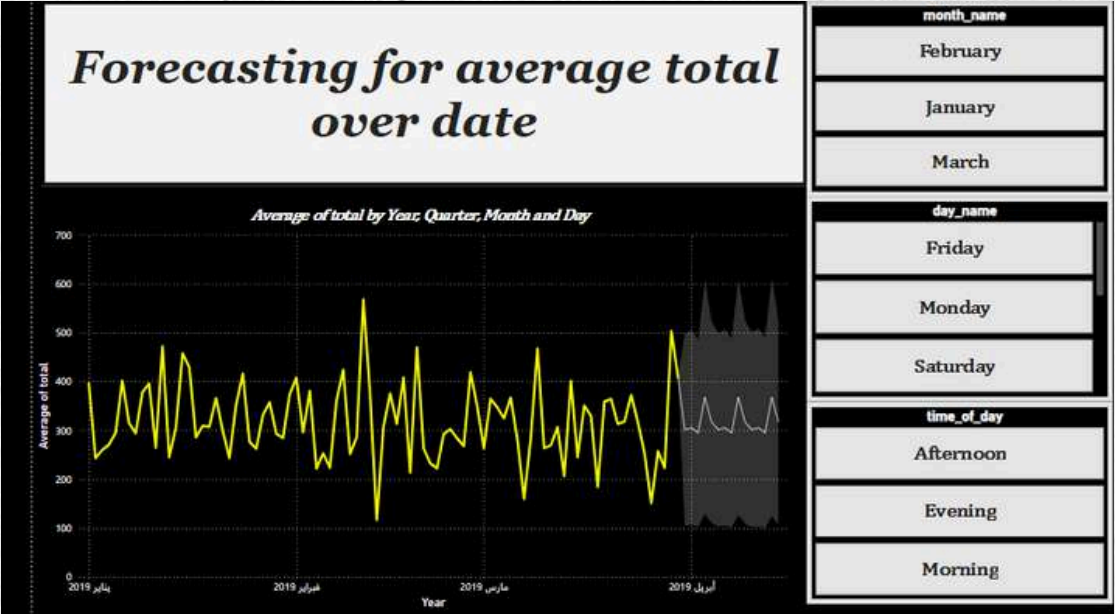 Forecasting for average total
over date
Average of total by Year, Quarter, Month and Day
Average of total
700
600
500
400
300
200
100
0
يناير 2019
فبراير 2019
مارس 2019
أبريل 2019
Year
month_name
February
January
March
day_name
Friday
Monday
Saturday
time_of_day
Afternoon
Evening
Morning